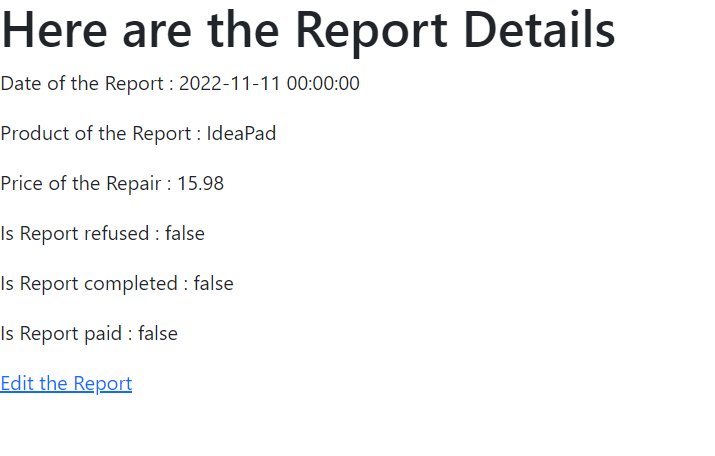 Here are the Report Details
Date of the Report : 2022-11-11 00:00:00
Product of the Report : IdeaPad
Price of the Repair : 15.98
Is Report refused : false
Is Report completed : false
Is Report paid : false
Edit the Report